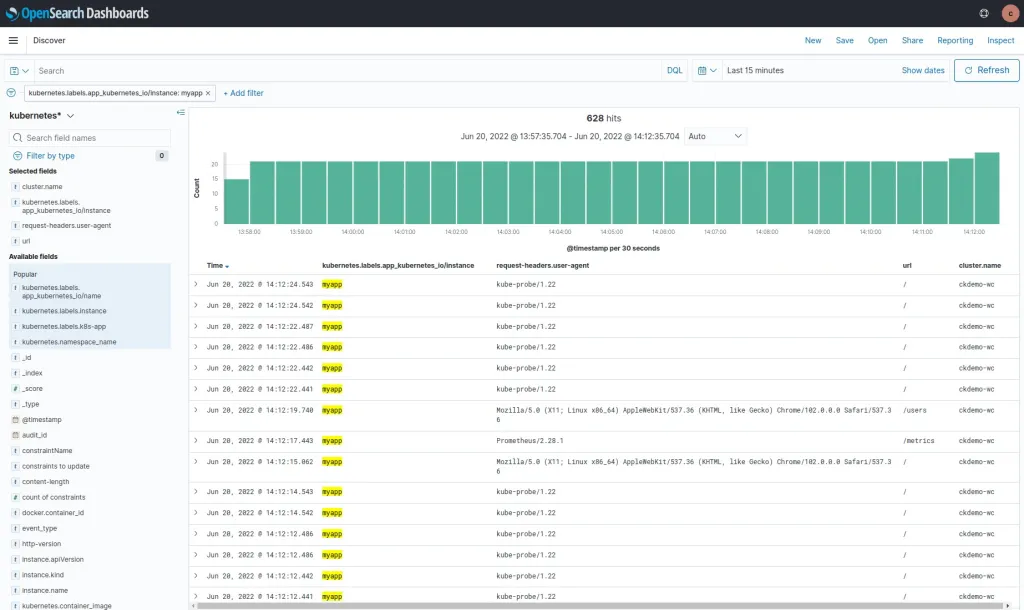 OpenSearch Dashboards
c
Discover
New Save Open Share Reporting Inspect
Search
DQL
Last 15 minutes
Show dates
Refresh
kubernetes.labels.app_kubernetes_io/instance: myapp ×
+ Add filter
kubernetes*
Search field names
Filter by type 0
Selected fields
t cluster.name
t kubernetes.labels.
app_kubernetes_io/instance
t request-headers.user-agent
t url
Available fields
Popular
t kubernetes.labels.
app_kubernetes_io/name
t kubernetes.labels.instance
t kubernetes.labels.k8s-app
t kubernetes.namespace_name
t _id
t _index
# _score
t _type
@timestamp
audit_id
t constraintName
t constraints to update
t content-length
# count of constraints
t docker.container_id
t event_type
t http-version
t instance.apiVersion
t instance.kind
t instance.name
t kubernetes.container_image
628 hits
Jun 20, 2022 @ 13:57:35.704 - Jun 20, 2022 @ 14:12:35.704 Auto
Count
20
15
10
5
0
13:58:00 13:59:00 14:00:00 14:01:00 14:02:00 14:03:00 14:04:00 14:05:00 14:06:00 14:07:00 14:08:00 14:09:00 14:10:00 14:11:00 14:12:00
@timestamp per 30 seconds
Time kubernetes.labels.app_kubernetes_io/instance request-headers.user-agent url cluster.name
Jun 20, 2022 @ 14:12:24.543 myapp kube-probe/1.22 / ckdemo-wc
Jun 20, 2022 @ 14:12:24.542 myapp kube-probe/1.22 / ckdemo-wc
Jun 20, 2022 @ 14:12:22.487 myapp kube-probe/1.22 / ckdemo-wc
Jun 20, 2022 @ 14:12:22.486 myapp kube-probe/1.22 / ckdemo-wc
Jun 20, 2022 @ 14:12:22.442 myapp kube-probe/1.22 / ckdemo-wc
Jun 20, 2022 @ 14:12:22.441 myapp kube-probe/1.22 / ckdemo-wc
Jun 20, 2022 @ 14:12:19.740 myapp Mozilla/5.0 (X11; Linux x86_64) AppleWebKit/537.36 (KHTML, like Gecko) Chrome/102.0.0.0 Safari/537.3 /users ckdemo-wc
6
Jun 20, 2022 @ 14:12:17.443 myapp Prometheus/2.28.1 /metrics ckdemo-wc
Jun 20, 2022 @ 14:12:15.062 myapp Mozilla/5.0 (X11; Linux x86_64) AppleWebKit/537.36 (KHTML, like Gecko) Chrome/102.0.0.0 Safari/537.3 / ckdemo-wc
6
Jun 20, 2022 @ 14:12:14.543 myapp kube-probe/1.22 / ckdemo-wc
Jun 20, 2022 @ 14:12:14.542 myapp kube-probe/1.22 / ckdemo-wc
Jun 20, 2022 @ 14:12:12.486 myapp kube-probe/1.22 / ckdemo-wc
Jun 20, 2022 @ 14:12:12.486 myapp kube-probe/1.22 / ckdemo-wc
Jun 20, 2022 @ 14:12:12.442 myapp kube-probe/1.22 / ckdemo-wc
Jun 20, 2022 @ 14:12:12.441 myapp kube-probe/1.22 / ckdemo-wc